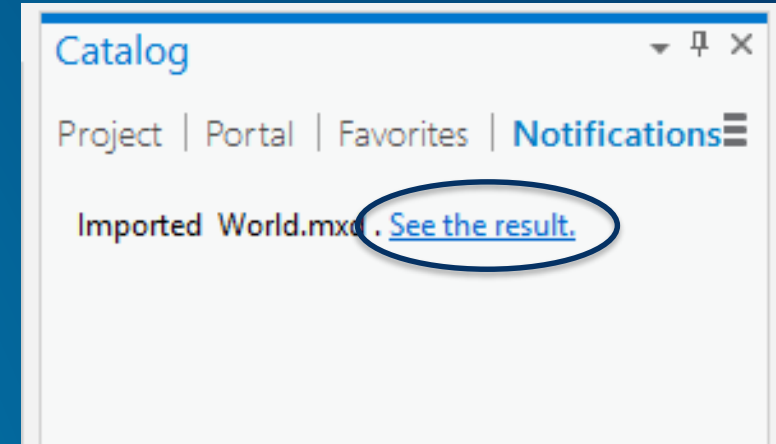 Catalog
Project | Portal | Favorites | Notifications
Imported World.mxd . See the result.